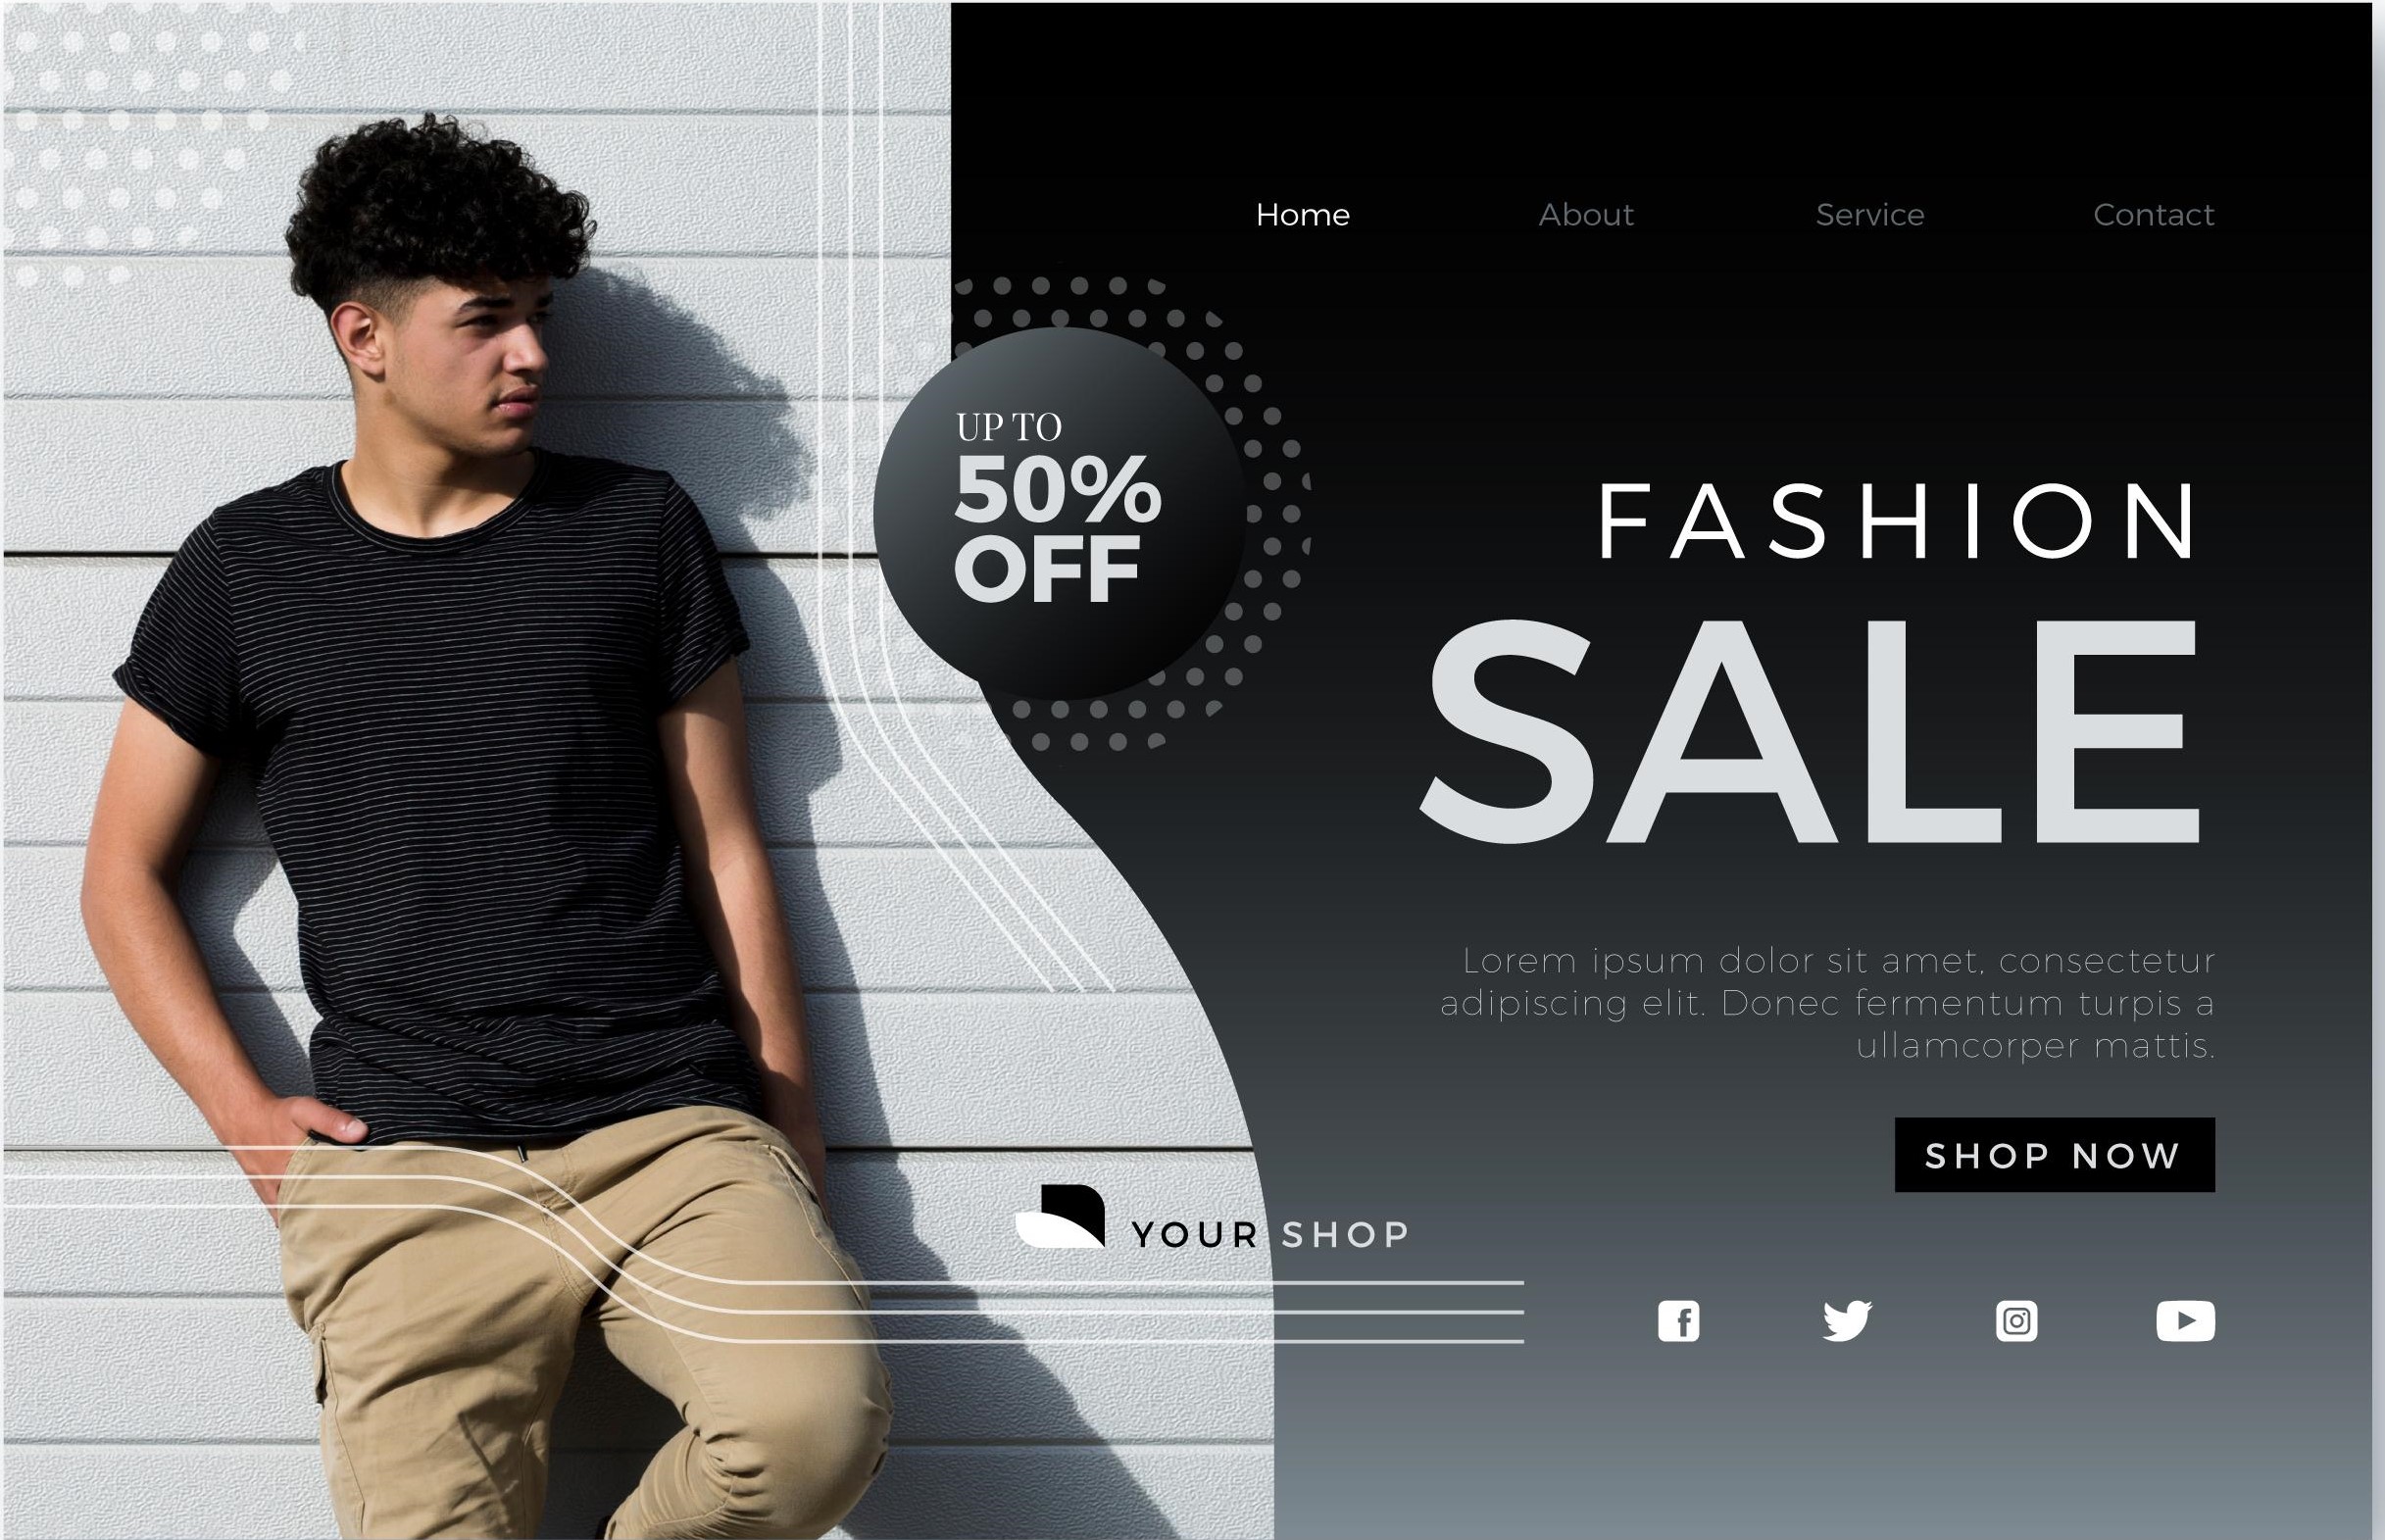 Home About Service Contact
UP TO
50%
OFF
FASHION
SALE
Lorem ipsum dolor sit amet, consectetur
adipiscing elit. Donec fermentum turpis a
ullamcorper mattis.
SHOP NOW
YOUR SHOP